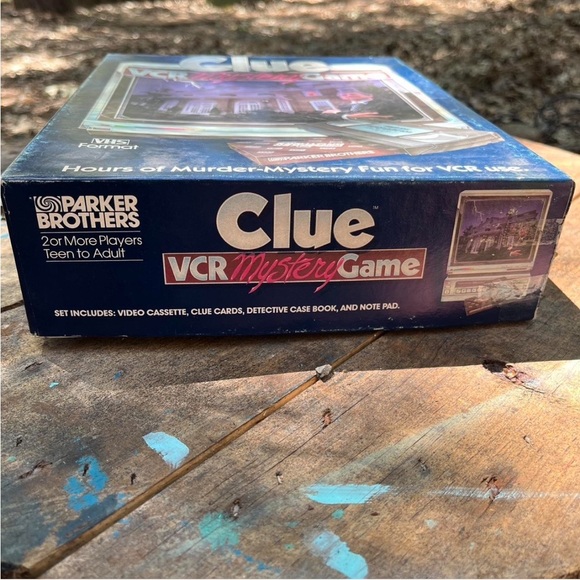 Clue
VCR Mystery Game
VHS
Format
PARKER BROTHERS
Hours of Murder-Mystery Fun for VCR use.
PARKER
BROTHERS
2 or More Players
Teen to Adult
Clue™
VCR Mystery Game
SET INCLUDES: VIDEO CASSETTE, CLUE CARDS, DETECTIVE CASE BOOK, AND NOTE PAD.